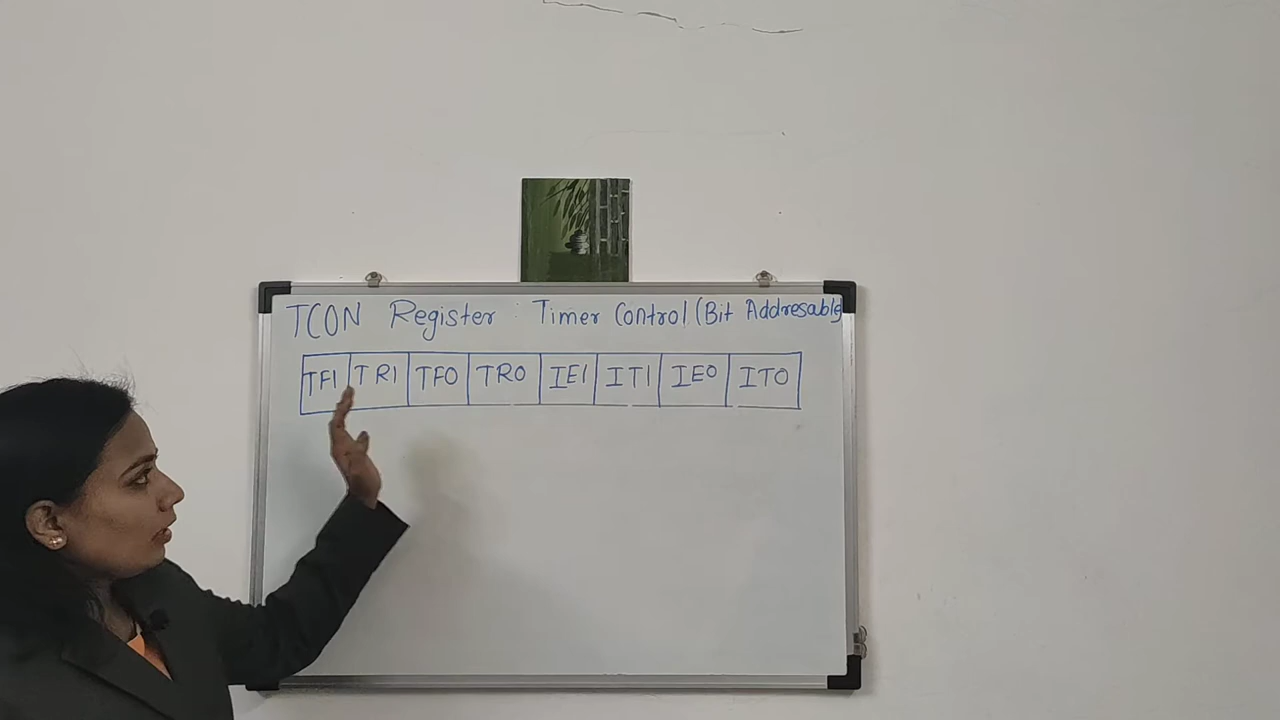 TCON Register : Timer Control (Bit Addresable)
TF1 TR1 TF0 TR0 IE1 IT1 IE0 IT0